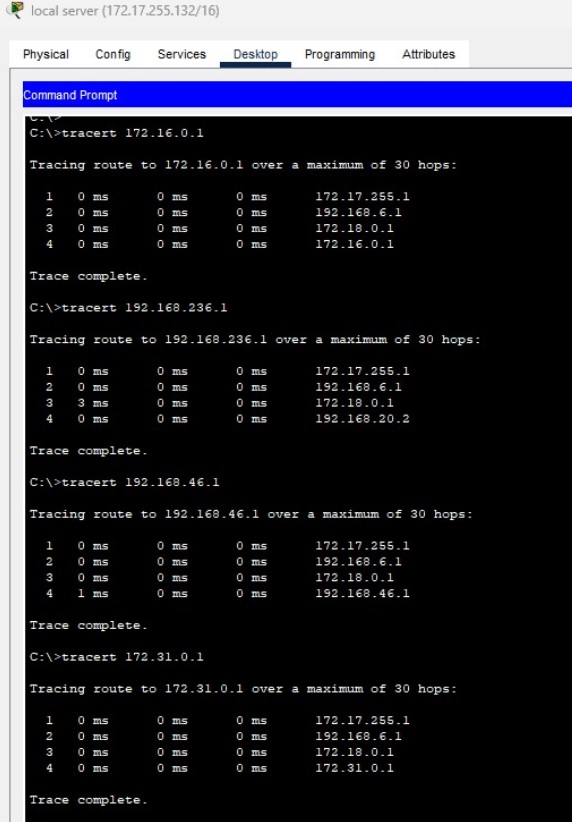 local server (172.17.255.132/16)
Physical Config Services Desktop Programming Attributes
Command Prompt
C:\>
C:\>tracert 172.16.0.1
Tracing route to 172.16.0.1 over a maximum of 30 hops:
1 0 ms 0 ms 0 ms 172.17.255.1
2 0 ms 0 ms 0 ms 192.168.6.1
3 0 ms 0 ms 0 ms 172.18.0.1
4 0 ms 0 ms 0 ms 172.16.0.1
Trace complete.
C:\>tracert 192.168.236.1
Tracing route to 192.168.236.1 over a maximum of 30 hops:
1 0 ms 0 ms 0 ms 172.17.255.1
2 0 ms 0 ms 0 ms 192.168.6.1
3 3 ms 0 ms 0 ms 172.18.0.1
4 0 ms 0 ms 0 ms 192.168.20.2
Trace complete.
C:\>tracert 192.168.46.1
Tracing route to 192.168.46.1 over a maximum of 30 hops:
1 0 ms 0 ms 0 ms 172.17.255.1
2 0 ms 0 ms 0 ms 192.168.6.1
3 0 ms 0 ms 0 ms 172.18.0.1
4 1 ms 0 ms 0 ms 192.168.46.1
Trace complete.
C:\>tracert 172.31.0.1
Tracing route to 172.31.0.1 over a maximum of 30 hops:
1 0 ms 0 ms 0 ms 172.17.255.1
2 0 ms 0 ms 0 ms 192.168.6.1
3 0 ms 0 ms 0 ms 172.18.0.1
4 0 ms 0 ms 0 ms 172.31.0.1
Trace complete.